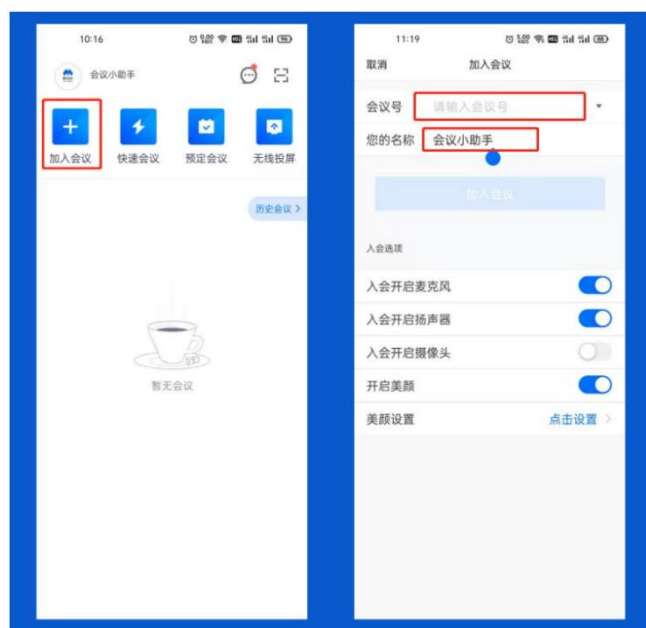 10:16
会议小助手
加入会议
快速会议
预定会议
无线投屏
历史会议 >
暂无会议
11:19
取消
加入会议
会议号
请输入会议号
您的名称
会议小助手
加入会议
入会选项
入会开启麦克风
入会开启扬声器
入会开启摄像头
开启美颜
美颜设置
点击设置 >